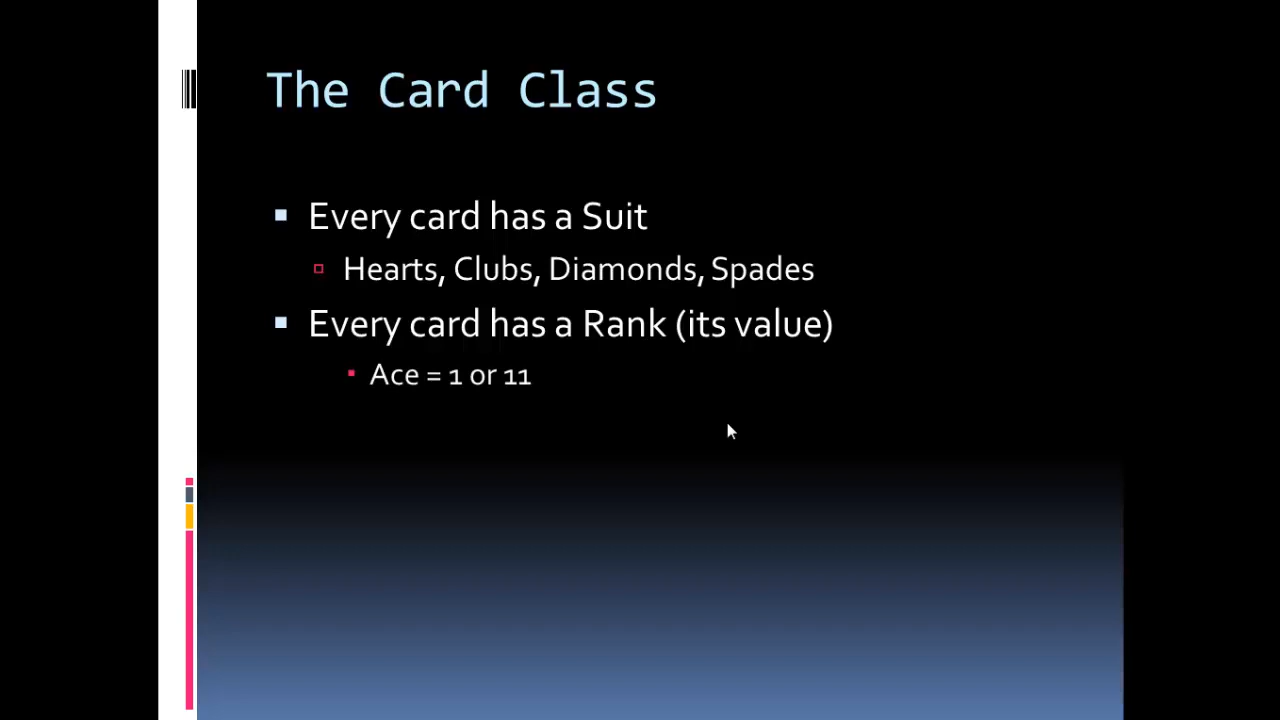 The Card Class
Every card has a Suit
Hearts, Clubs, Diamonds, Spades
Every card has a Rank (its value)
Ace = 1 or 11